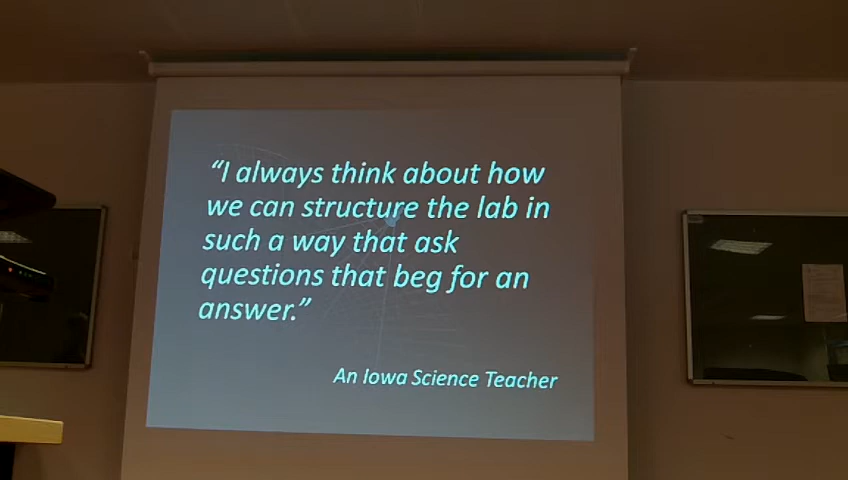 “I always think about how
we can structure the lab in
such a way that ask
questions that beg for an
answer.”
An Iowa Science Teacher